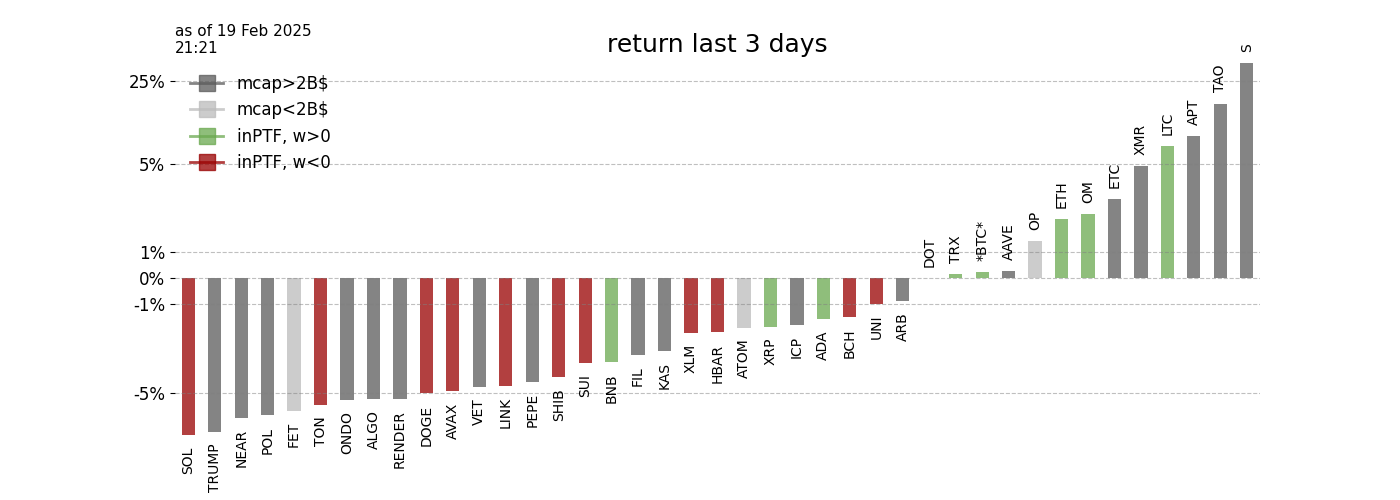 as of 19 Feb 2025
21:21
return last 3 days
mcap>2B$
mcap<2B$
inPTF, w>0
inPTF, w<0
25%
5%
1%
0%
-1%
-5%
SOL
TRUMP
NEAR
POL
FET
TON
ONDO
ALGO
RENDER
DOGE
AVAX
VET
LINK
PEPE
SHIB
SUI
BNB
FIL
KAS
XLM
HBAR
ATOM
XRP
ICP
ADA
BCH
UNI
ARB
DOT
TRX
*BTC*
AAVE
OP
ETH
OM
ETC
XMR
LTC
APT
TAO
S